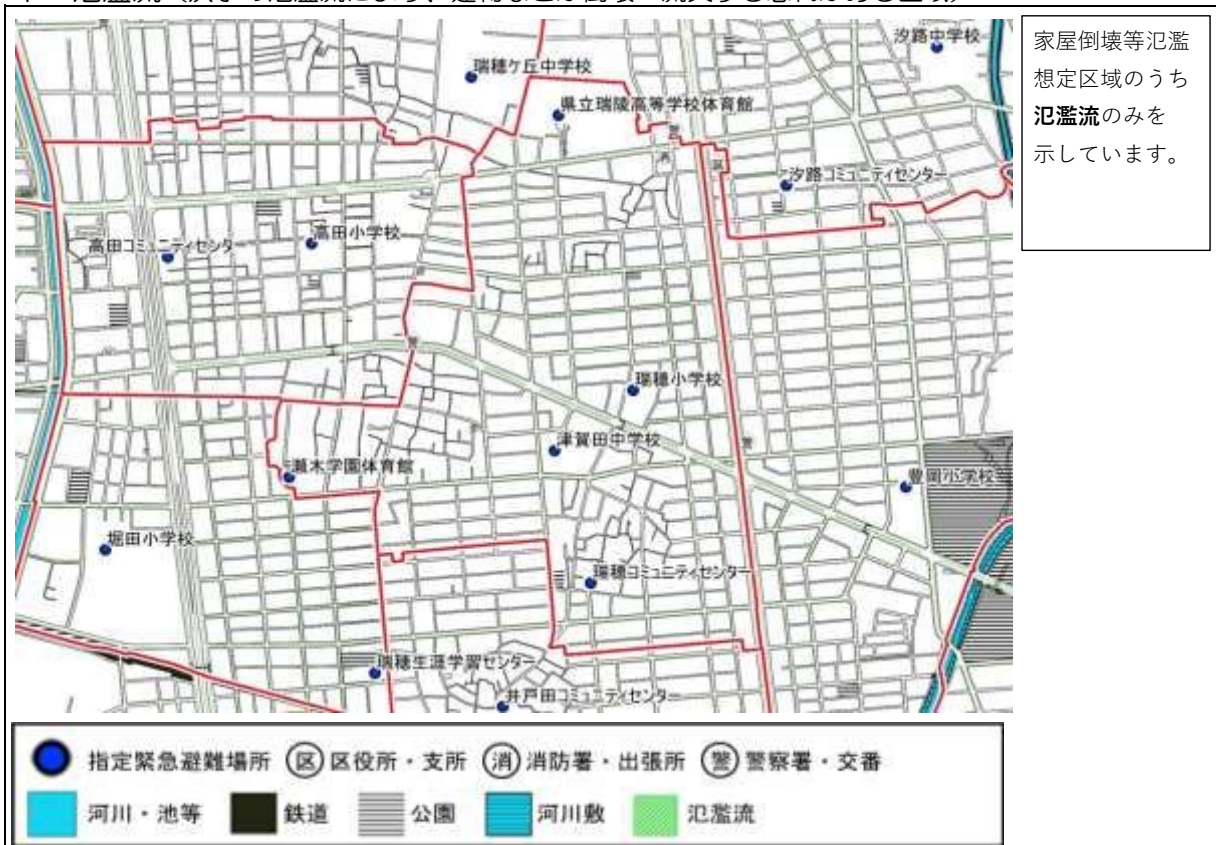 家屋倒壊等氾濫
想定区域のうち
氾濫流のみを
示しています。
汐路中学校
瑞穂ケ丘中学校
県立瑞陵高等学校体育館
汐路コミュニティセンター
高田小学校
高田コミュニティセンター
瑞穂小学校
津賀田中学校
瀬木学園体育館
豊岡小学校
堀田小学校
瑞穂コミュニティセンター
瑞穂生涯学習センター
井戸田コミュニティセンター
指定緊急避難場所 区 区役所・支所 消 消防署・出張所 警 警察署・交番
河川・池等 鉄道 公園 河川敷 氾濫流